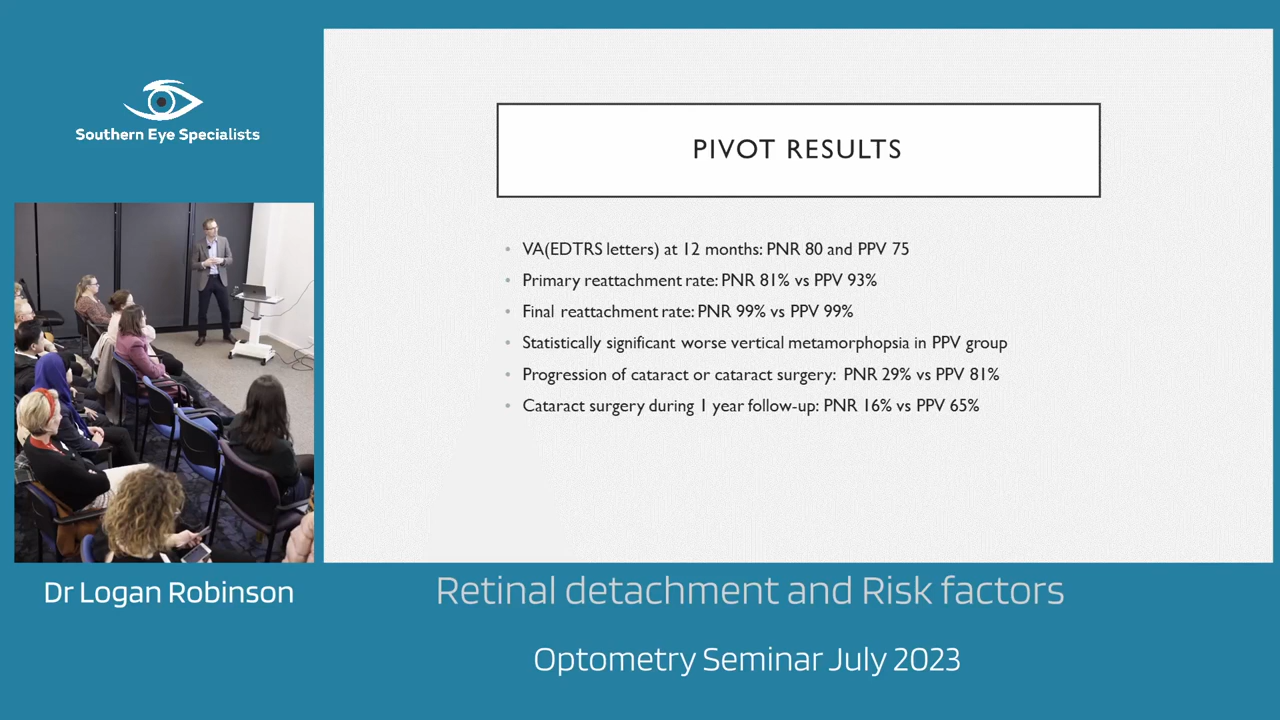 Southern Eye Specialists
PIVOT RESULTS
• VA(EDTRS letters) at 12 months: PNR 80 and PPV 75
• Primary reattachment rate: PNR 81% vs PPV 93%
• Final reattachment rate: PNR 99% vs PPV 99%
• Statistically significant worse vertical metamorphopsia in PPV group
• Progression of cataract or cataract surgery: PNR 29% vs PPV 81%
• Cataract surgery during 1 year follow-up: PNR 16% vs PPV 65%
Dr Logan Robinson
Retinal detachment and Risk factors
Optometry Seminar July 2023